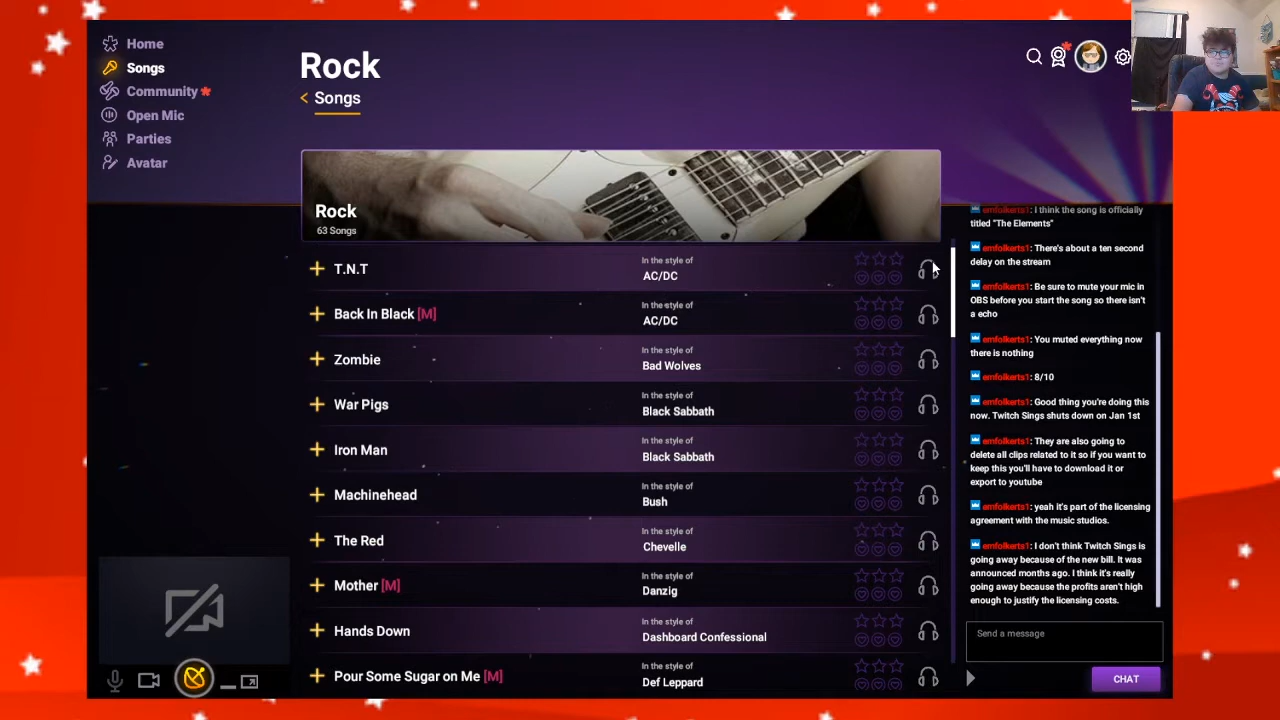 Home
Songs
Community
Open Mic
Parties
Avatar
Rock
< Songs
Rock
63 Songs
T.N.T
In the style of
AC/DC
Back In Black [M]
In the style of
AC/DC
Zombie
In the style of
Bad Wolves
War Pigs
In the style of
Black Sabbath
Iron Man
In the style of
Black Sabbath
Machinehead
In the style of
Bush
The Red
In the style of
Chevelle
Mother [M]
In the style of
Danzig
Hands Down
In the style of
Dashboard Confessional
Pour Some Sugar on Me [M]
In the style of
Def Leppard
emfolkerts1: I think the song is officially
titled "The Elements"
emfolkerts1: There's about a ten second
delay on the stream
emfolkerts1: Be sure to mute your mic in
OBS before you start the song so there isn't
a echo
emfolkerts1: You muted everything now
there is nothing
emfolkerts1: 8/10
emfolkerts1: Good thing you're doing this
now. Twitch Sings shuts down on Jan 1st
emfolkerts1: They are also going to
delete all clips related to it so if you want to
keep this you'll have to download it or
export to youtube
emfolkerts1: yeah it's part of the licensing
agreement with the music studios.
emfolkerts1: I don't think Twitch Sings is
going away because of the new bill. It was
announced months ago. I think it's really
going away because the profits aren't high
enough to justify the licensing costs.
Send a message
CHAT